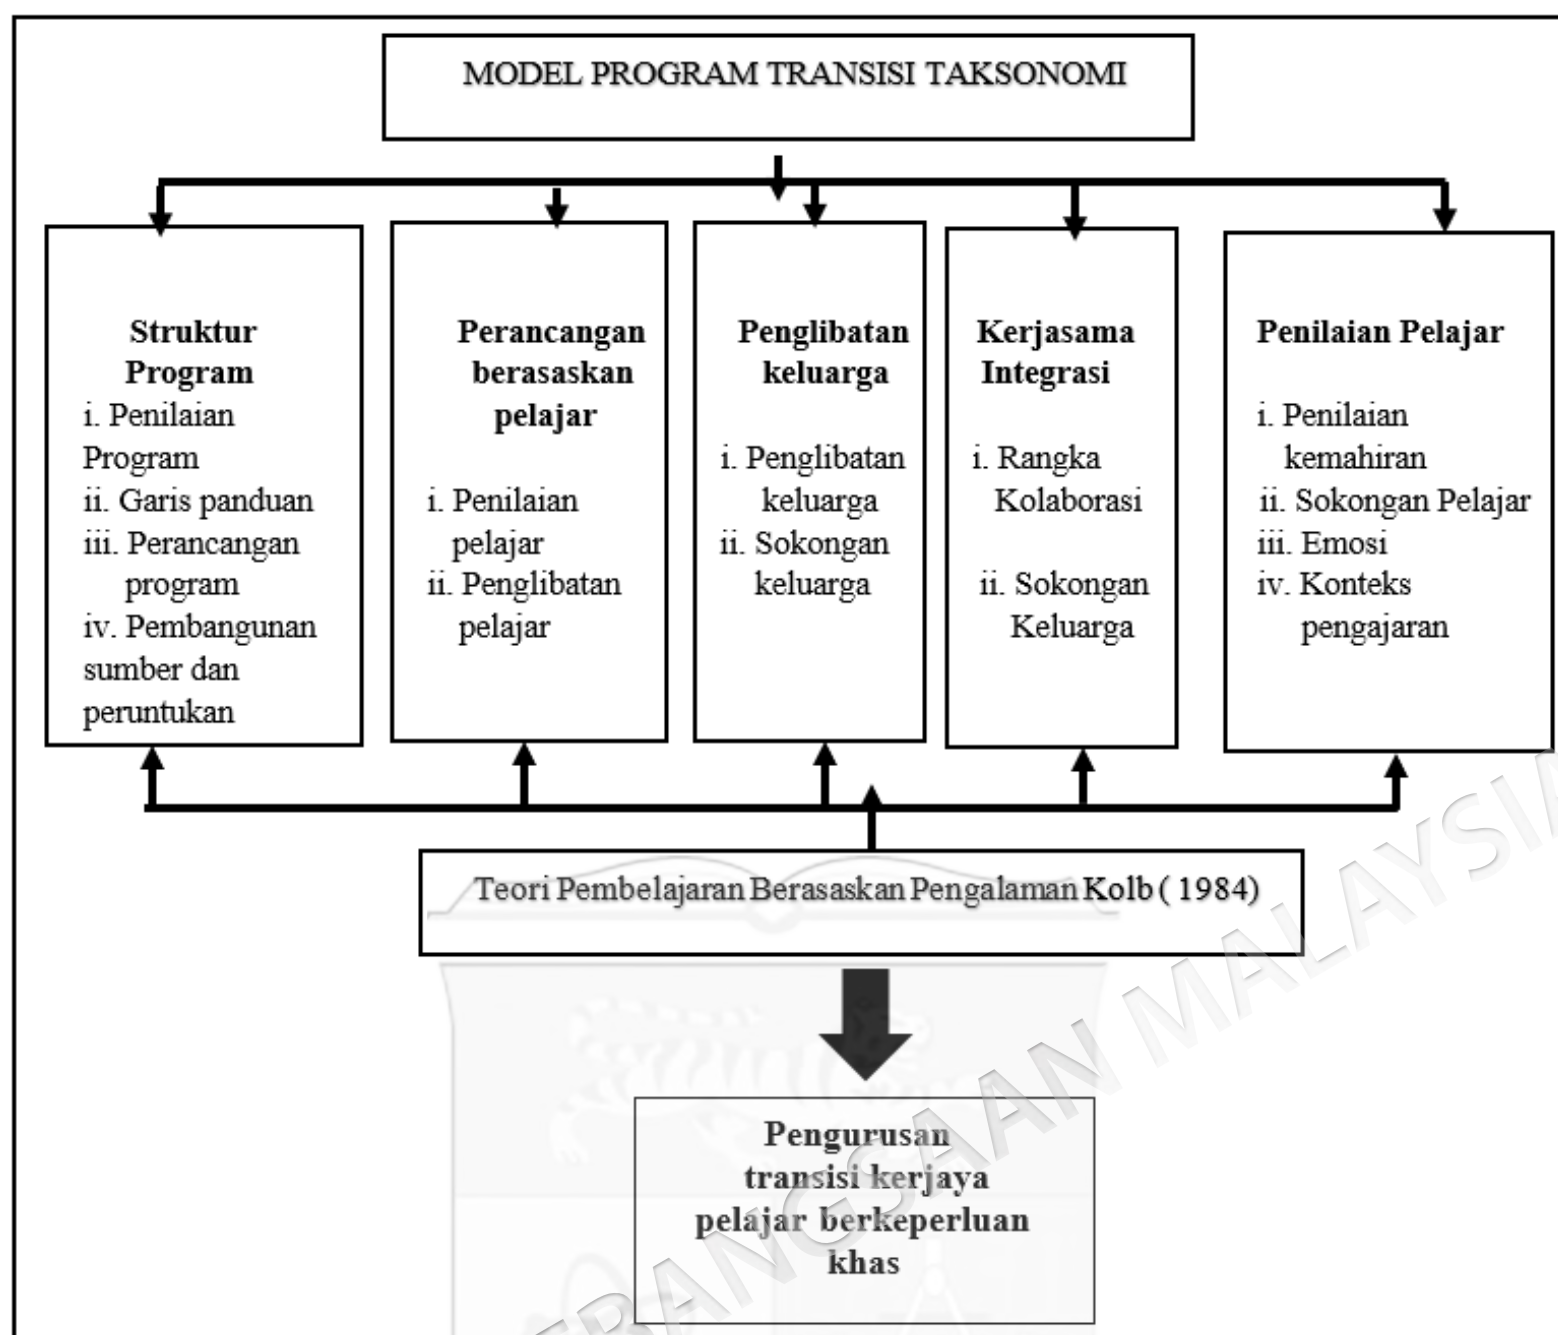 MODEL PROGRAM TRANSISI TAKSONOMI
Struktur
Program
i. Penilaian
Program
ii. Garis panduan
iii. Perancangan
program
iv. Pembangunan
sumber dan
peruntukan
Perancangan
berasaskan
pelajar
i. Penilaian
pelajar
ii. Penglibatan
pelajar
Penglibatan
keluarga
i. Penglibatan
keluarga
ii. Sokongan
keluarga
Kerjasama
Integrasi
i. Rangka
Kolaborasi
ii. Sokongan
Keluarga
Penilaian Pelajar
i. Penilaian
kemahiran
ii. Sokongan Pelajar
iii. Emosi
iv. Konteks
pengajaran
Teori Pembelajaran Berasaskan Pengalaman Kolb ( 1984)
Pengurusan
transisi kerjaya
pelajar berkeperluan
khas
MALAYSIA